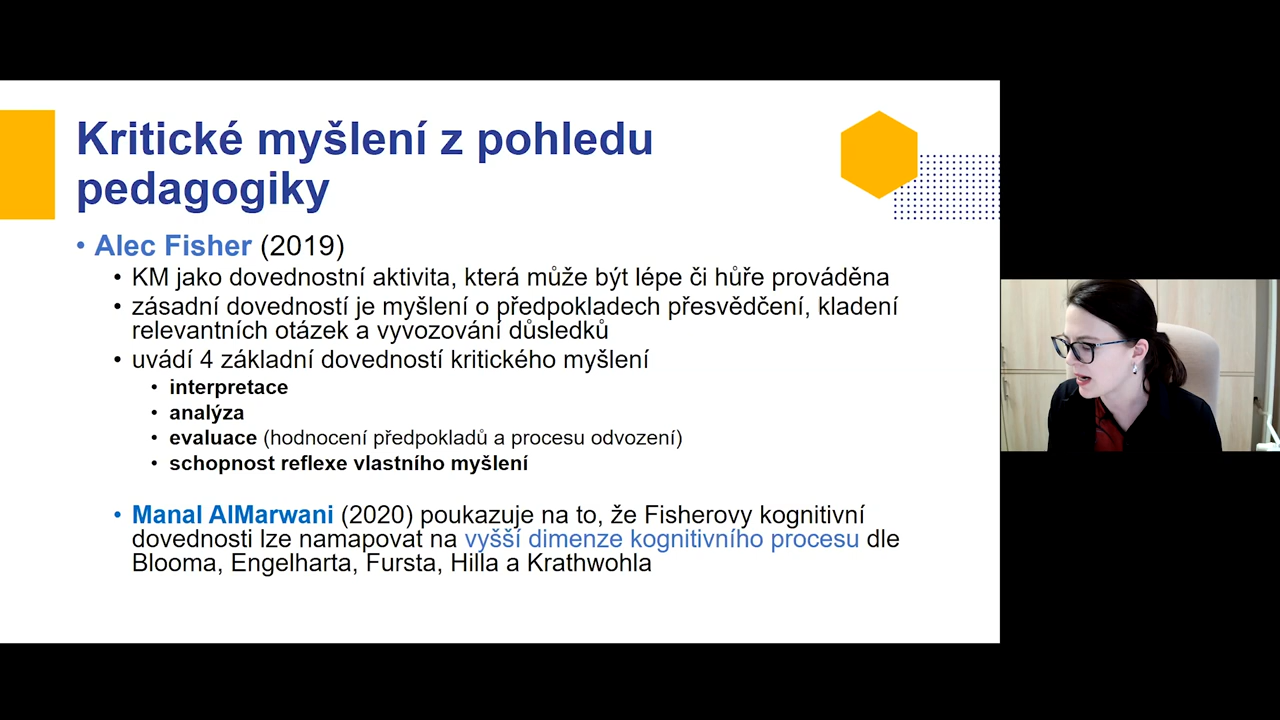 Kritické myšlení z pohledu
pedagogiky
• Alec Fisher (2019)
• KM jako dovednostní aktivita, která může být lépe či hůře prováděna
• zásadní dovedností je myšlení o předpokladech přesvědčení, kladení
relevantních otázek a vyvozování důsledků
• uvádí 4 základní dovedností kritického myšlení
• interpretace
• analýza
• evaluace (hodnocení předpokladů a procesu odvození)
• schopnost reflexe vlastního myšlení
• Manal AlMarwani (2020) poukazuje na to, že Fisherovy kognitivní
dovednosti lze namapovat na vyšší dimenze kognitivního procesu dle
Blooma, Engelharta, Fursta, Hilla a Krathwohla